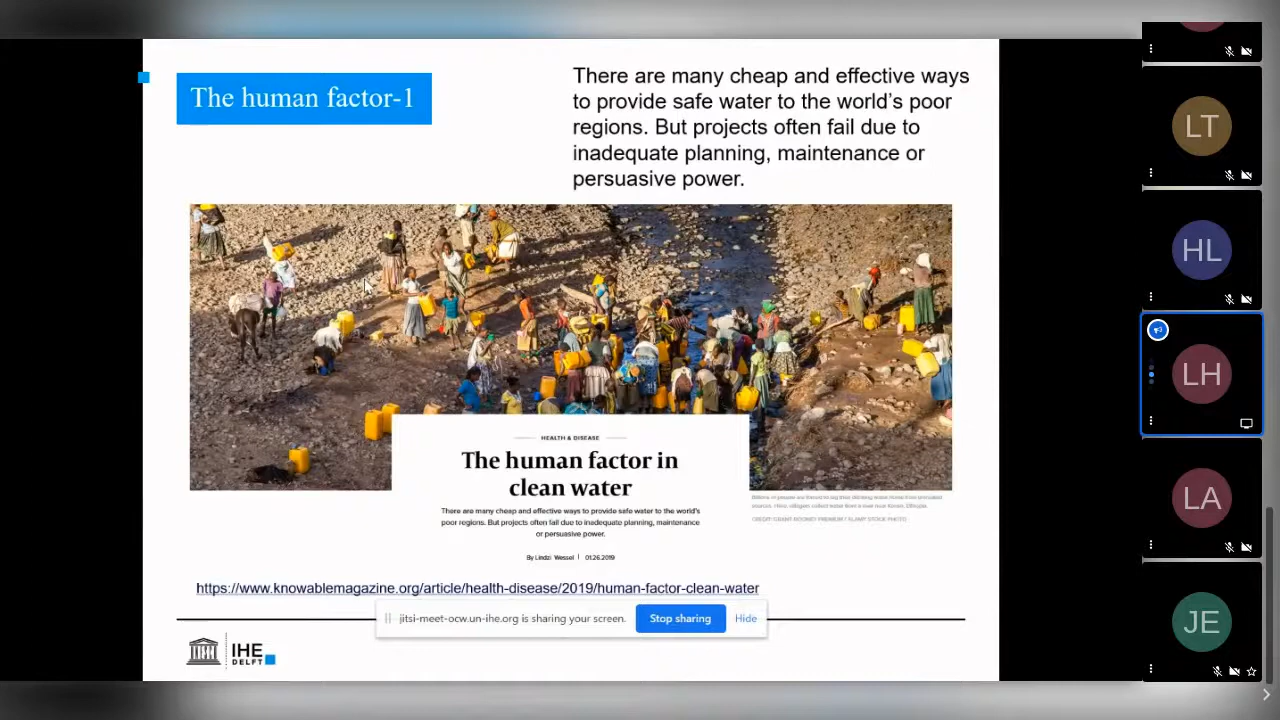 The human factor-1
There are many cheap and effective ways
to provide safe water to the world's poor
regions. But projects often fail due to
inadequate planning, maintenance or
persuasive power.
HEALTH & DISEASE
The human factor in
clean water
There are many cheap and effective ways to provide safe water to the world's
poor regions. But projects often fail due to inadequate planning, maintenance
or persuasive power.
By Lindzi Wessel | 01.26.2019
https://www.knowablemagazine.org/article/health-disease/2019/human-factor-clean-water
jitsi-meet-ocw.un-ihe.org is sharing your screen.
Stop sharing
Hide
IHE
DELFT
LT
HL
LH
LA
JE